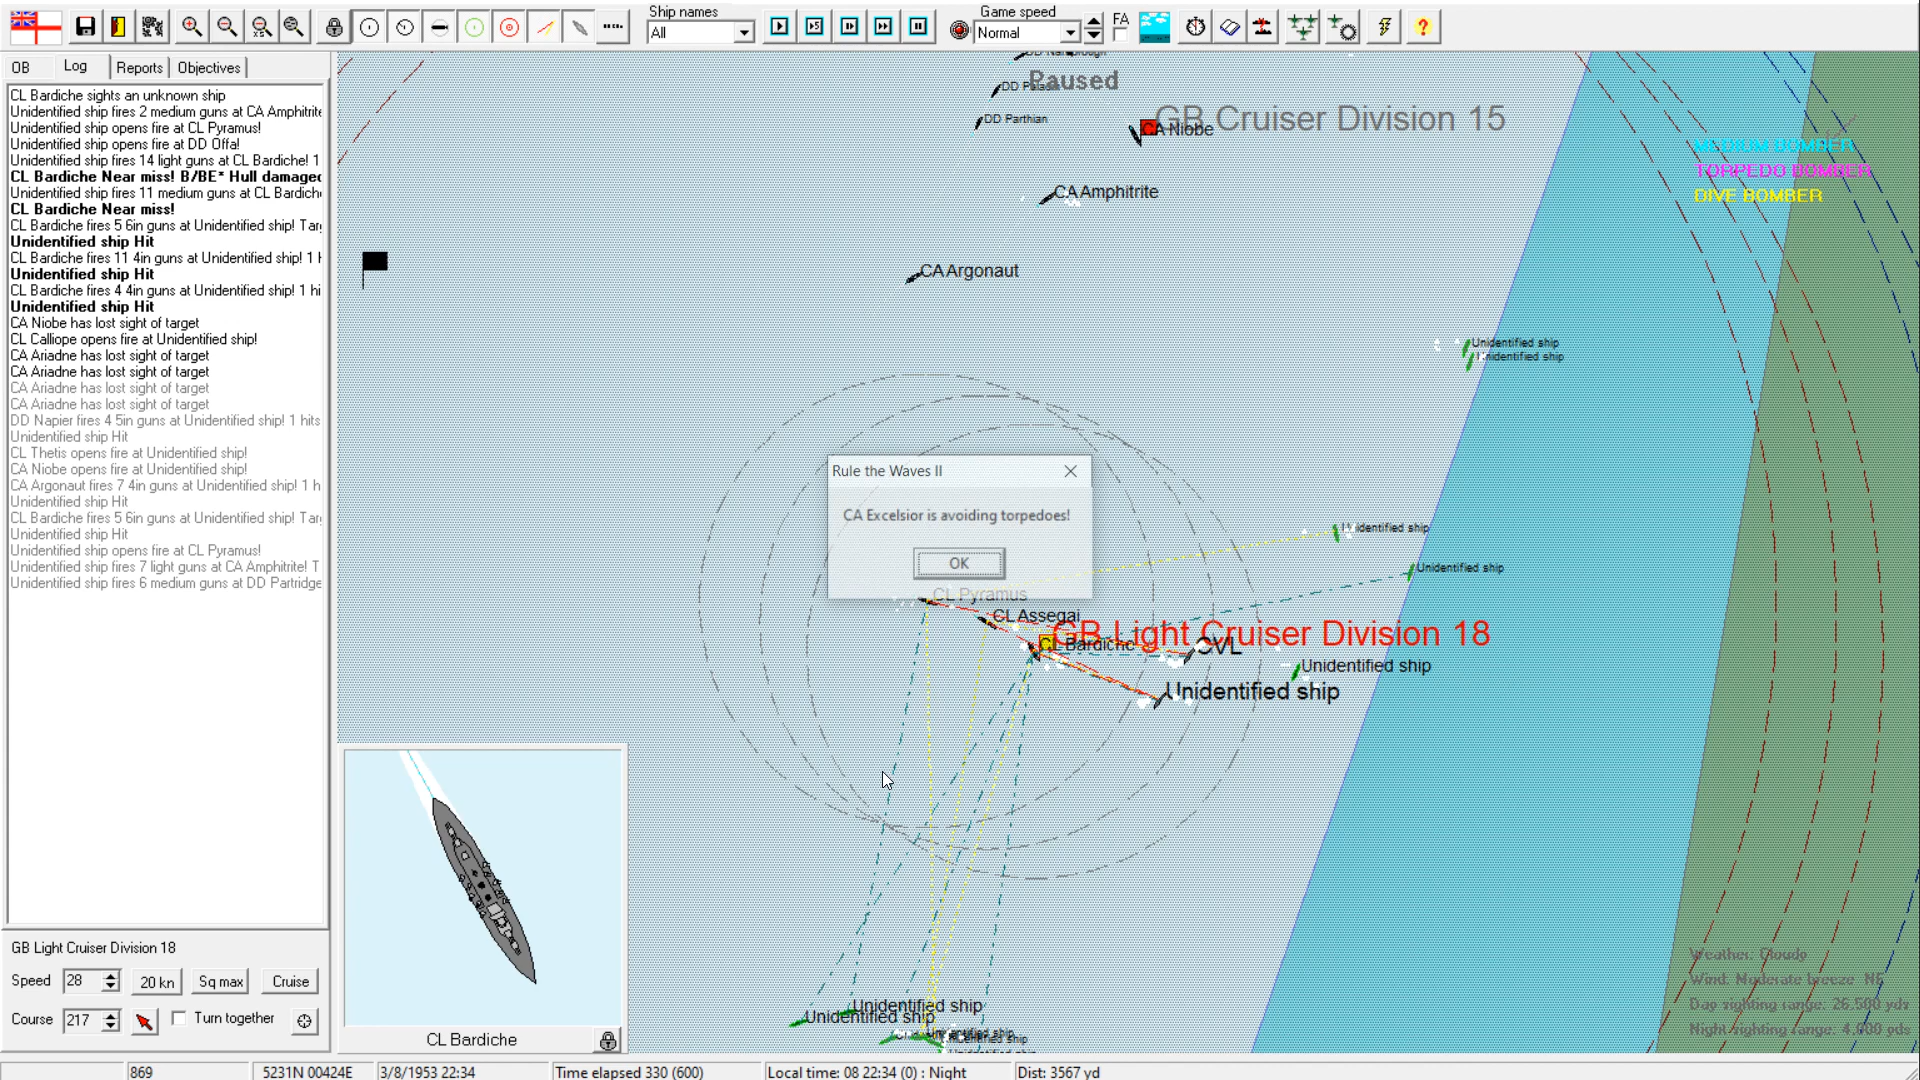 Ship names
All
Game speed
Normal
FA
OB
Log
Reports
Objectives
CL Bardiche sights an unknown ship
Unidentified ship fires 2 medium guns at CA Amphitrite
Unidentified ship opens fire at CL Pyramus!
Unidentified ship opens fire at DD Offa!
Unidentified ship fires 14 light guns at CL Bardiche! 1
CL Bardiche Near miss! B/BE* Hull damaged
Unidentified ship fires 11 medium guns at CL Bardiche
CL Bardiche Near miss!
CL Bardiche fires 5 6in guns at Unidentified ship! Tar
Unidentified ship Hit
CL Bardiche fires 11 4in guns at Unidentified ship! 1 h
Unidentified ship Hit
CL Bardiche fires 4 4in guns at Unidentified ship! 1 hi
Unidentified ship Hit
CA Niobe has lost sight of target
CL Calliope opens fire at Unidentified ship!
CA Ariadne has lost sight of target
CA Ariadne has lost sight of target
CA Ariadne has lost sight of target
CA Ariadne has lost sight of target
DD Napier fires 4 5in guns at Unidentified ship! 1 hits
Unidentified ship Hit
CL Thetis opens fire at Unidentified ship!
CA Niobe opens fire at Unidentified ship!
CA Argonaut fires 7 4in guns at Unidentified ship! 1 h
Unidentified ship Hit
CL Bardiche fires 5 6in guns at Unidentified ship! Tar
Unidentified ship Hit
Unidentified ship opens fire at CL Pyramus!
Unidentified ship fires 7 light guns at CA Amphitrite! T
Unidentified ship fires 6 medium guns at DD Partridge
GB Light Cruiser Division 18
Speed 28 20 kn Sq max Cruise
Course 217 Turn together
CL Bardiche
Paused
DD Paladin
DD Parthian
GB Cruiser Division 15
CA Niobe
CA Amphitrite
CA Argonaut
MEDIUM BOMBER
TORPEDO BOMBER
DIVE BOMBER
Unidentified ship
Unidentified ship
Rule the Waves II
CA Excelsior is avoiding torpedoes!
OK
Unidentified ship
Unidentified ship
CL Pyramus
CL Assegai
GB Light Cruiser Division 18
CL Bardiche
CVL
Unidentified ship
Unidentified ship
Unidentified ship
Unidentified ship
Weather: Cloudy
Wind: Moderate breeze NE
Day sighting range: 26,500 yds
Night sighting range: 4,000 yds
869
5231N 00424E
3/8/1953 22:34
Time elapsed 330 (600)
Local time: 08 22:34 (0) : Night
Dist: 3567 yd